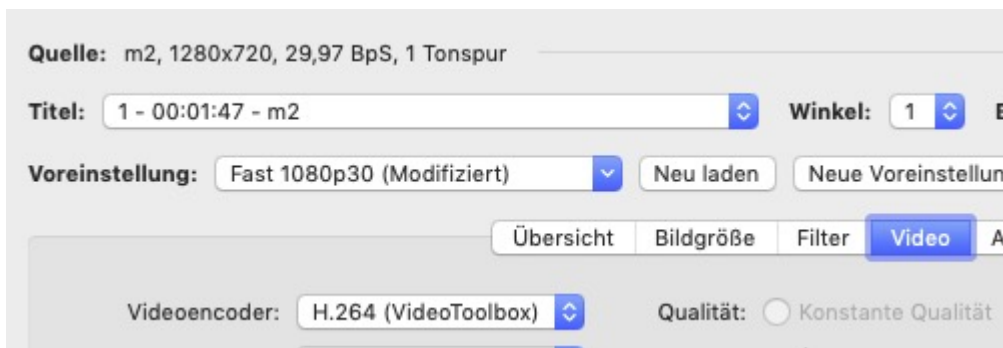 Quelle: m2, 1280x720, 29,97 BpS, 1 Tonspur
Titel: 1 - 00:01:47 - m2 Winkel: 1
Voreinstellung: Fast 1080p30 (Modifiziert) Neu laden Neue Voreinstellun
Übersicht Bildgröße Filter Video A
Videoencoder: H.264 (VideoToolbox) Qualität: Konstante Qualität